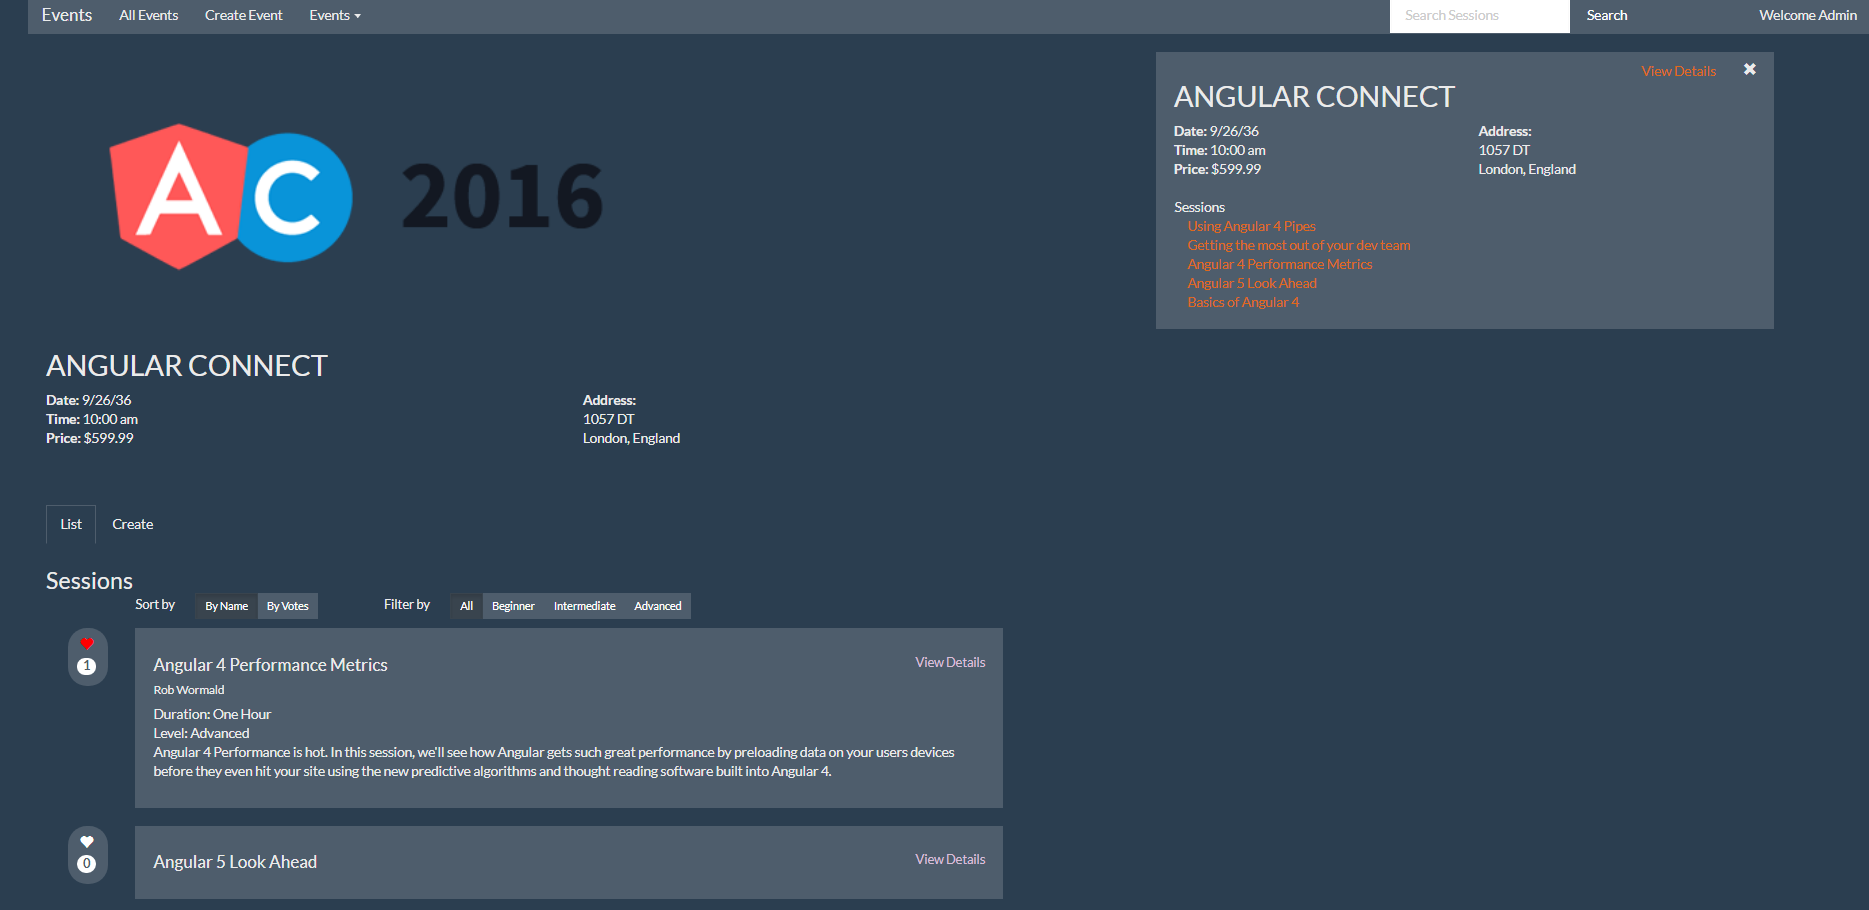 Events All Events Create Event Events Search Sessions Search Welcome Admin
AC 2016
View Details ✖
ANGULAR CONNECT
Date: 9/26/36
Time: 10:00 am
Price: $599.99
Address:
1057 DT
London, England
Sessions
Using Angular 4 Pipes
Getting the most out of your dev team
Angular 4 Performance Metrics
Angular 5 Look Ahead
Basics of Angular 4
ANGULAR CONNECT
Date: 9/26/36
Time: 10:00 am
Price: $599.99
Address:
1057 DT
London, England
List Create
Sessions
Sort by By Name By Votes Filter by All Beginner Intermediate Advanced
1
Angular 4 Performance Metrics View Details
Rob Wormald
Duration: One Hour
Level: Advanced
Angular 4 Performance is hot. In this session, we'll see how Angular gets such great performance by preloading data on your users devices
before they even hit your site using the new predictive algorithms and thought reading software built into Angular 4.
0
Angular 5 Look Ahead View Details